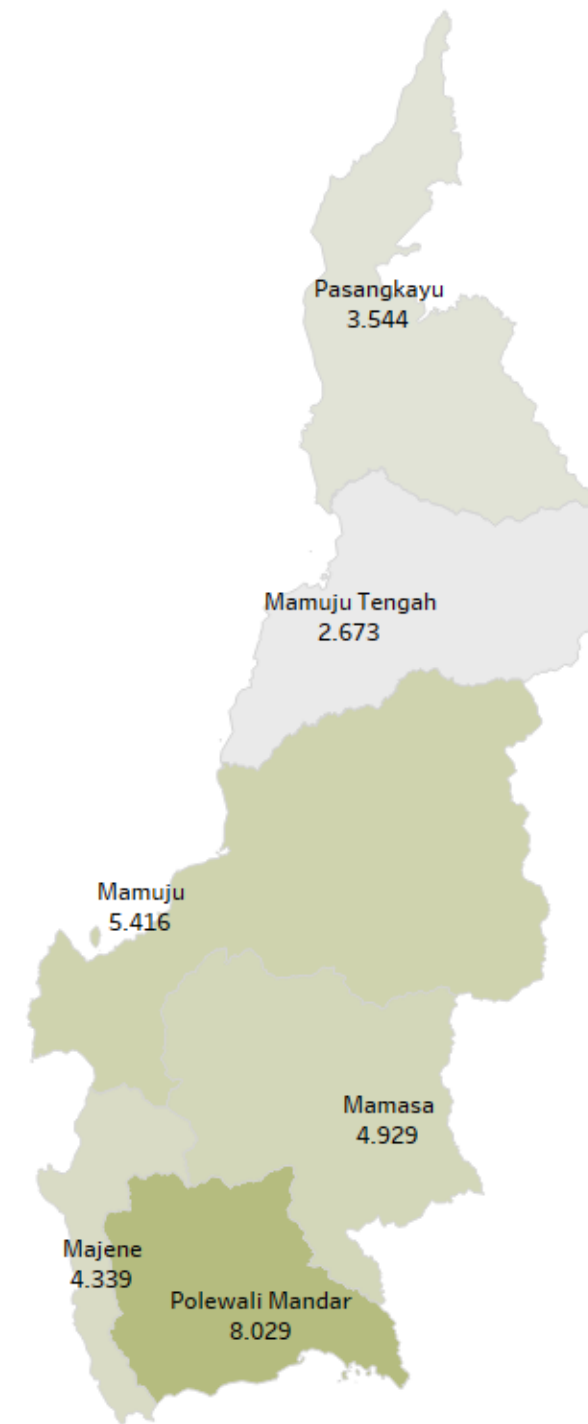 Pasangkayu
3.544
Mamuju Tengah
2.673
Mamuju
5.416
Mamasa
4.929
Majene
4.339
Polewali Mandar
8.029